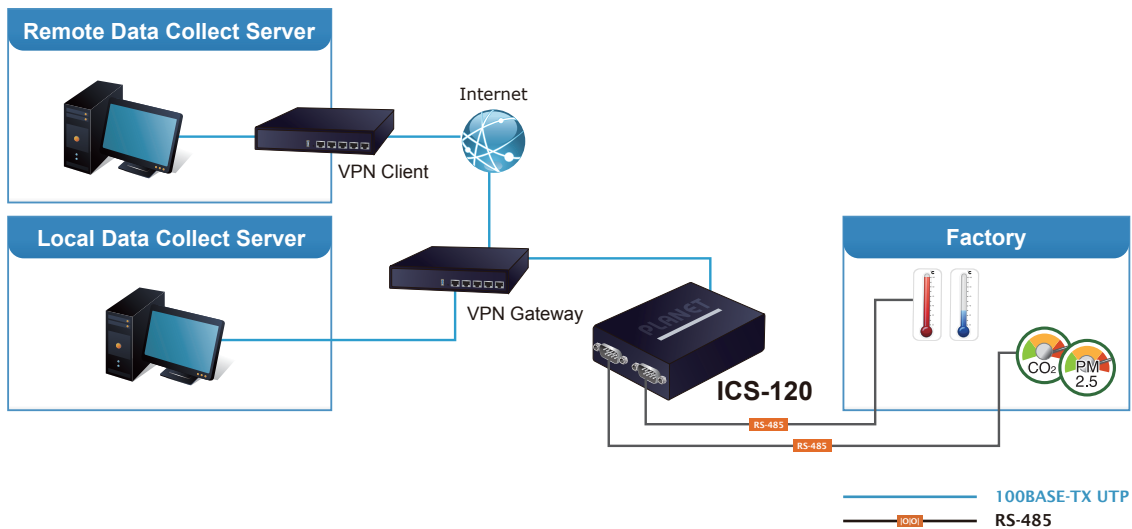 Remote Data Collect Server
Internet
VPN Client
Local Data Collect Server
VPN Gateway
PLANET
ICS-120
Factory
°C
°C
CO2
PM
2.5
RS-485
RS-485
100BASE-TX UTP
|O|O|
RS-485